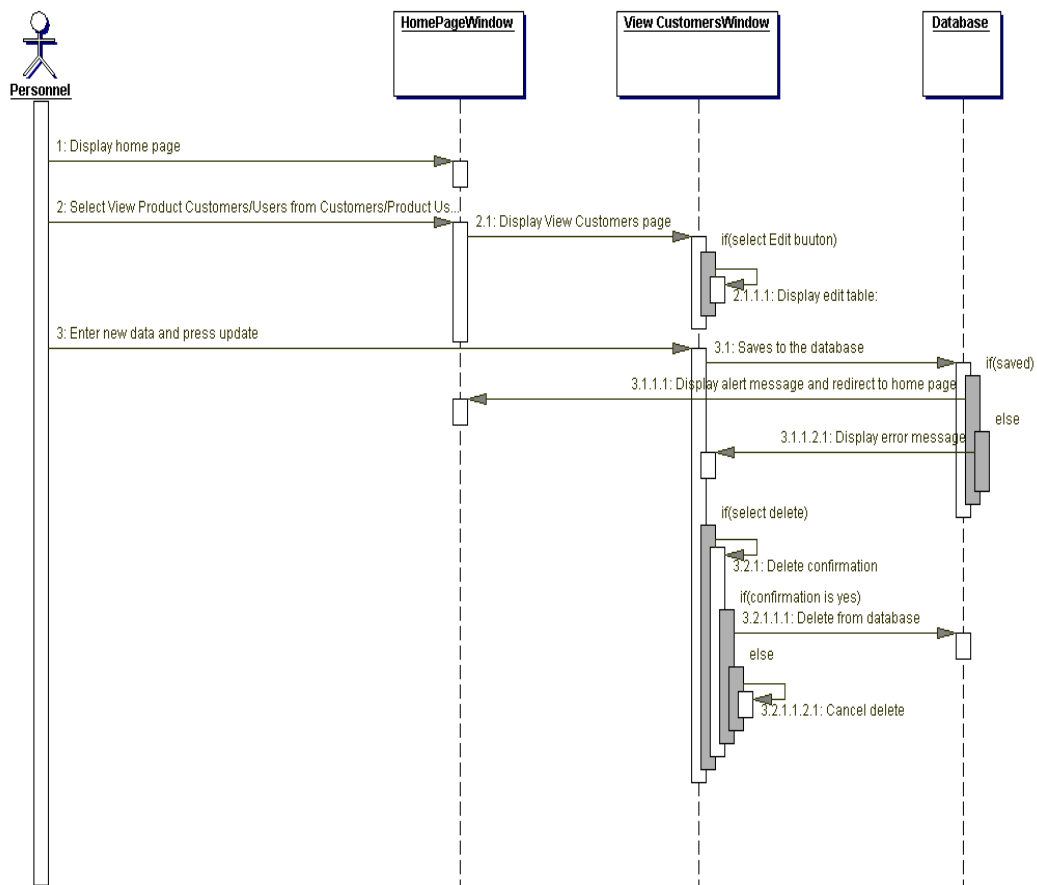 HomePageWindow
View CustomersWindow
Database
Personnel
1: Display home page
2: Select View Product Customers/Users from Customers/Product Us...
2.1: Display View Customers page
if(select Edit buuton)
2.1.1.1: Display edit table:
3: Enter new data and press update
3.1: Saves to the database
if(saved)
3.1.1.1: Display alert message and redirect to home page
else
3.1.1.2.1: Display error message
if(select delete)
3.2.1: Delete confirmation
if(confirmation is yes)
3.2.1.1.1: Delete from database
else
3.2.1.1.2.1: Cancel delete